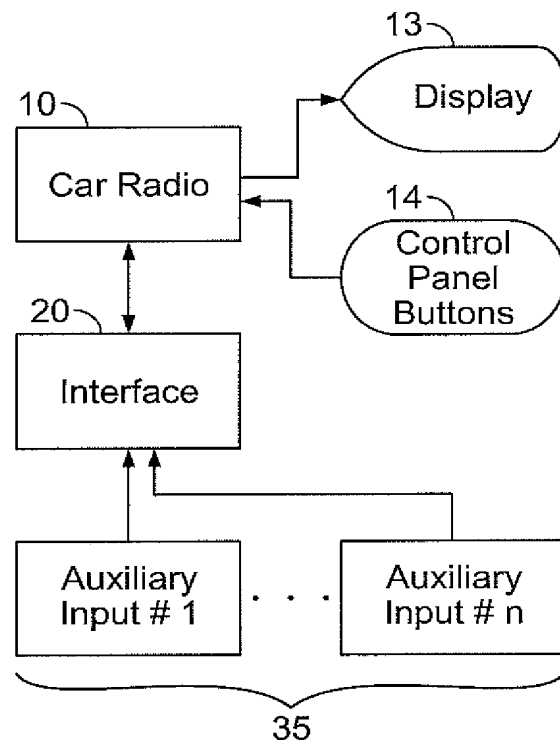 13
Display
10
Car Radio
14
Control
Panel
Buttons
20
Interface
Auxiliary
Input # 1
. . .
Auxiliary
Input # n
35